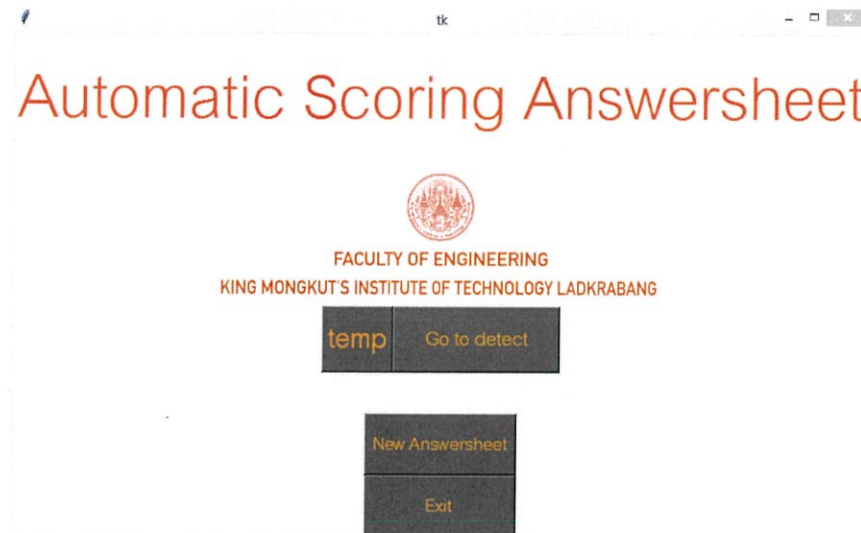 tk
Automatic Scoring Answersheet
FACULTY OF ENGINEERING
KING MONGKUT'S INSTITUTE OF TECHNOLOGY LADKRABANG
temp Go to detect
New Answersheet
Exit